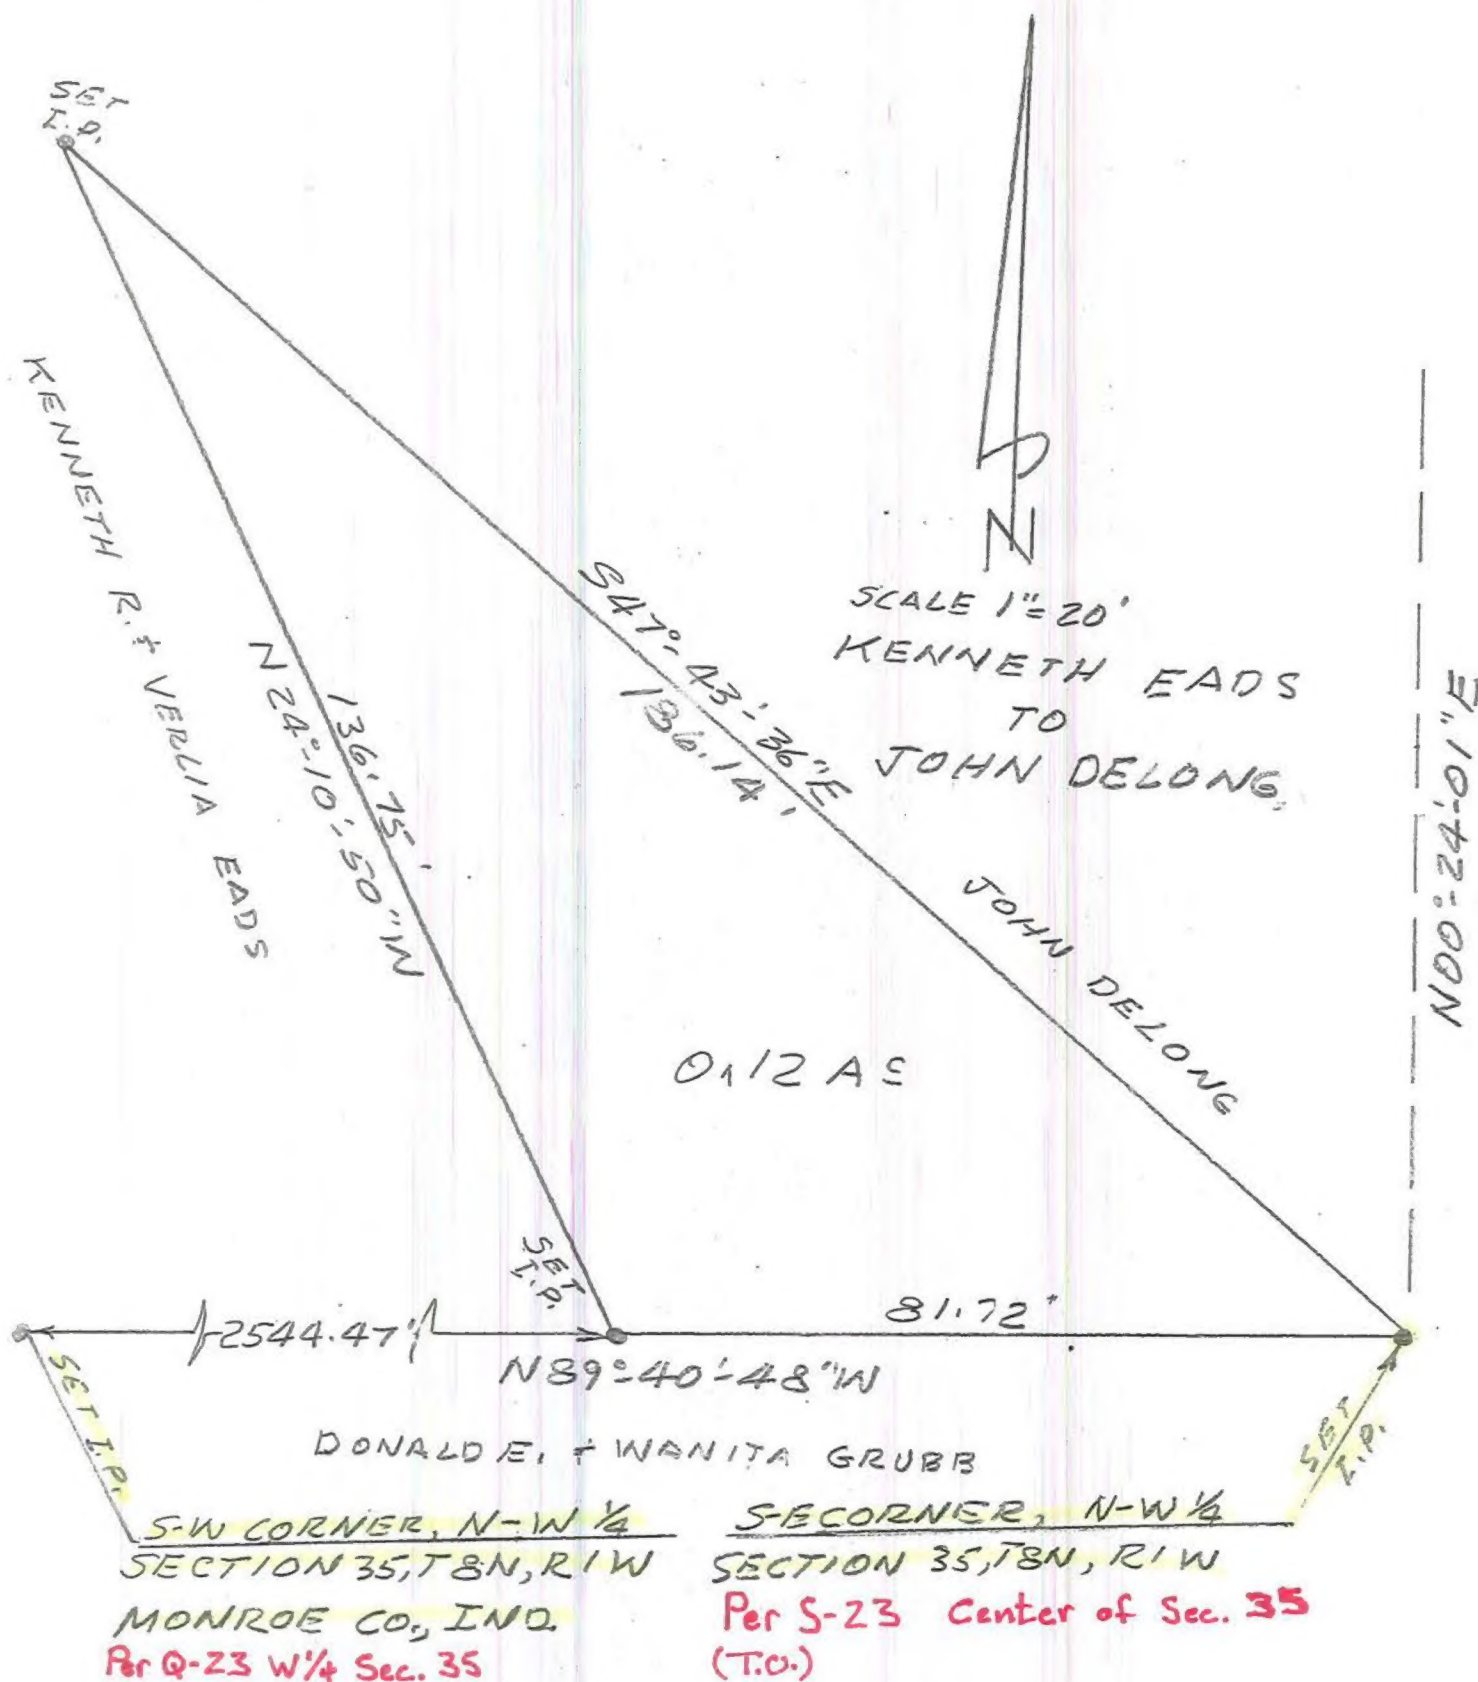 SET
I.P.
KENNETH R. & VERLIA EADS
136.75'
N24°-10'-50"W
S47°-43'-36"E
186.14'
N
SCALE 1"=20'
KENNETH EADS
TO
JOHN DELONG
JOHN DELONG
N00°-24'-01"E
0.12 AC
SET
I.P.
2544.47'
81.72'
N89°-40'-48"W
SET I.P.
SET
I.P.
DONALD E. & WANITA GRUBB
S-W CORNER, N-W 1/4
SECTION 35, T8N, R1W
MONROE CO., IND.
Per Q-23 W 1/4 Sec. 35
S-E CORNER, N-W 1/4
SECTION 35, T8N, R1W
Per S-23 Center of Sec. 35
(T.O.)